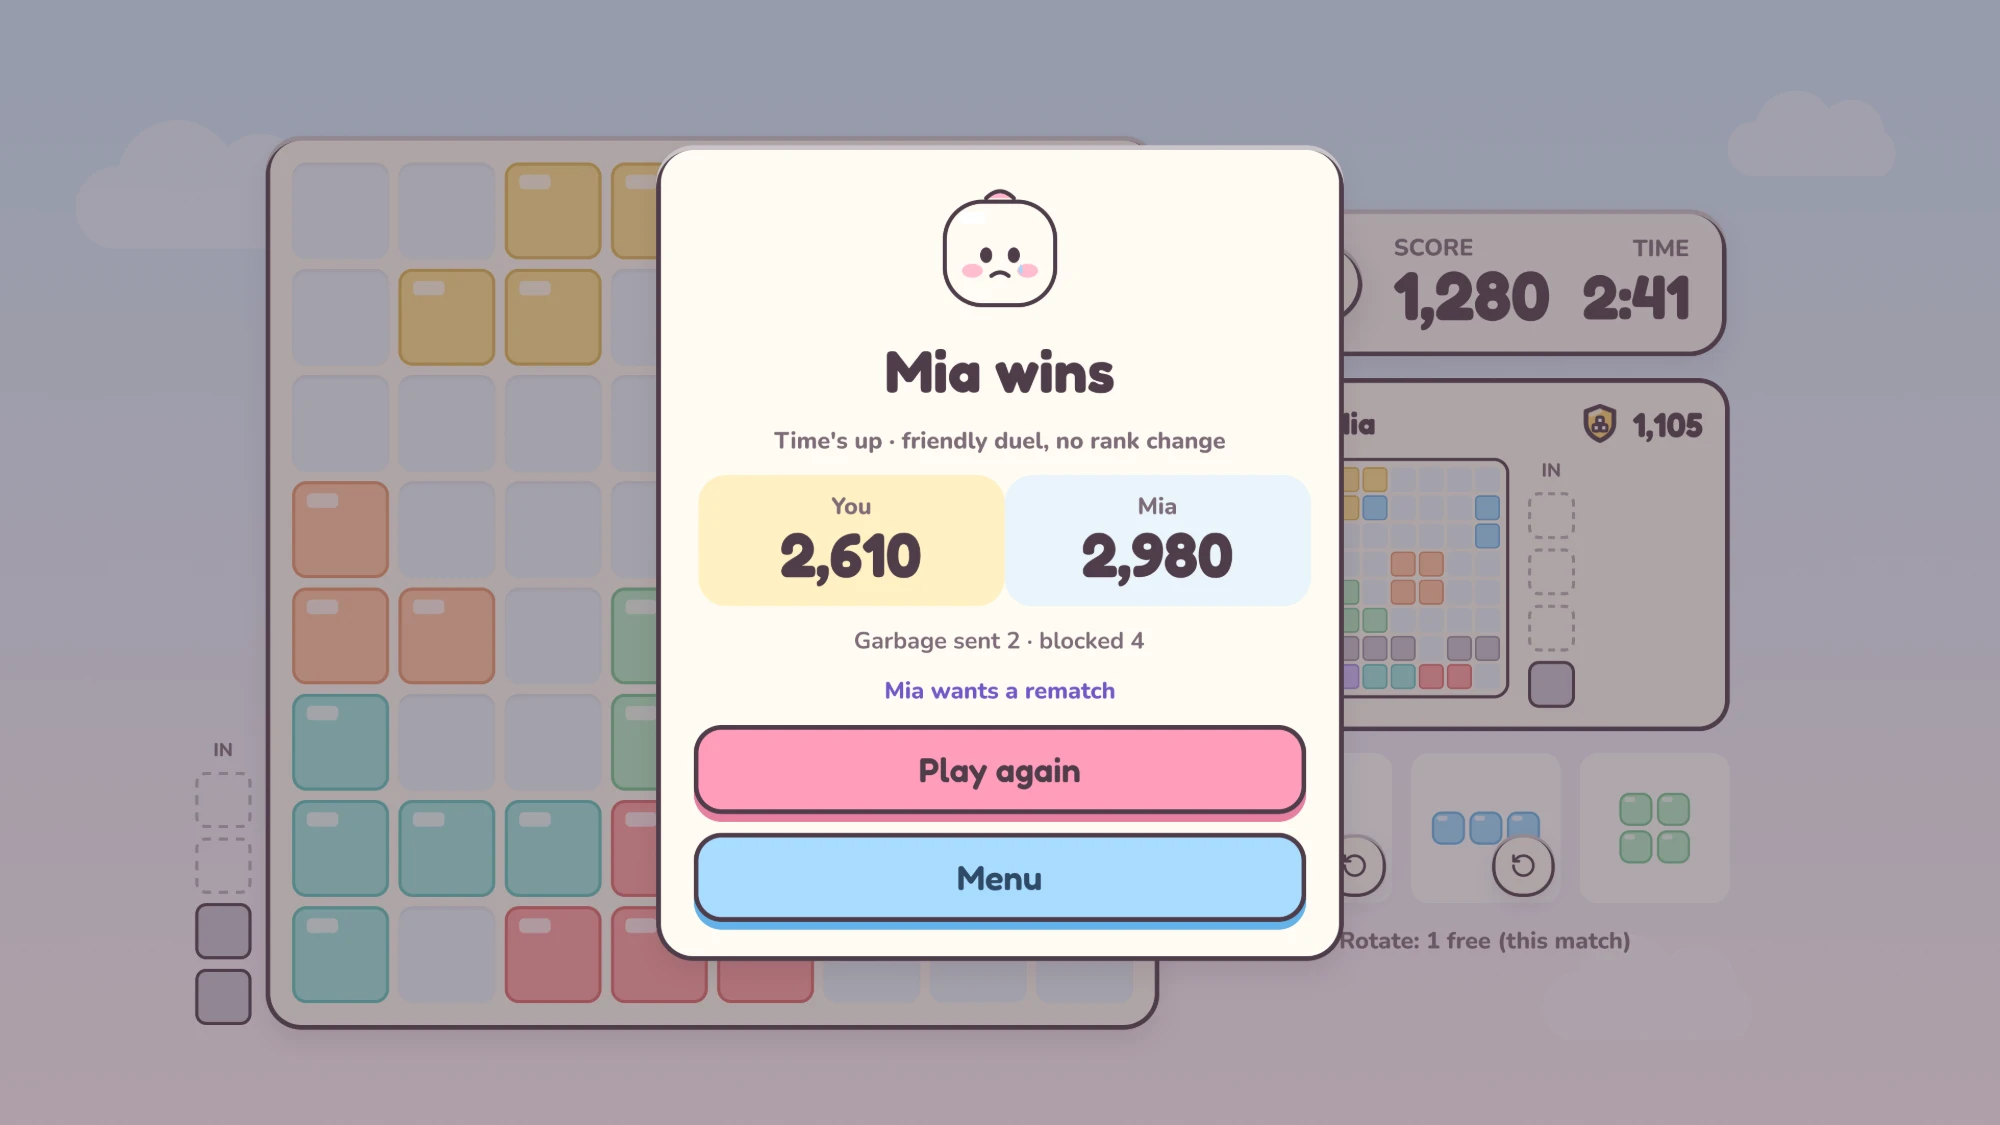 Mia wins
Time's up · friendly duel, no rank change
You
2,610
Mia
2,980
Garbage sent 2 · blocked 4
Mia wants a rematch
Play again
Menu
SCORE
1,280
TIME
2:41
1,105
IN
IN
Rotate: 1 free (this match)